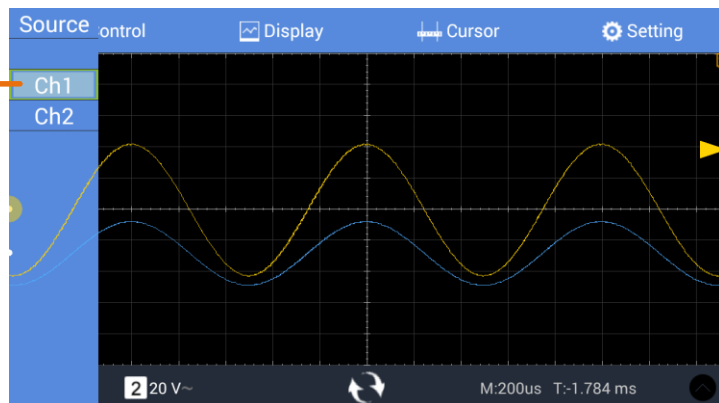 Source
ontrol
Display
Cursor
Setting
Ch1
Ch2
2 20 V~
M:200us T:-1.784 ms